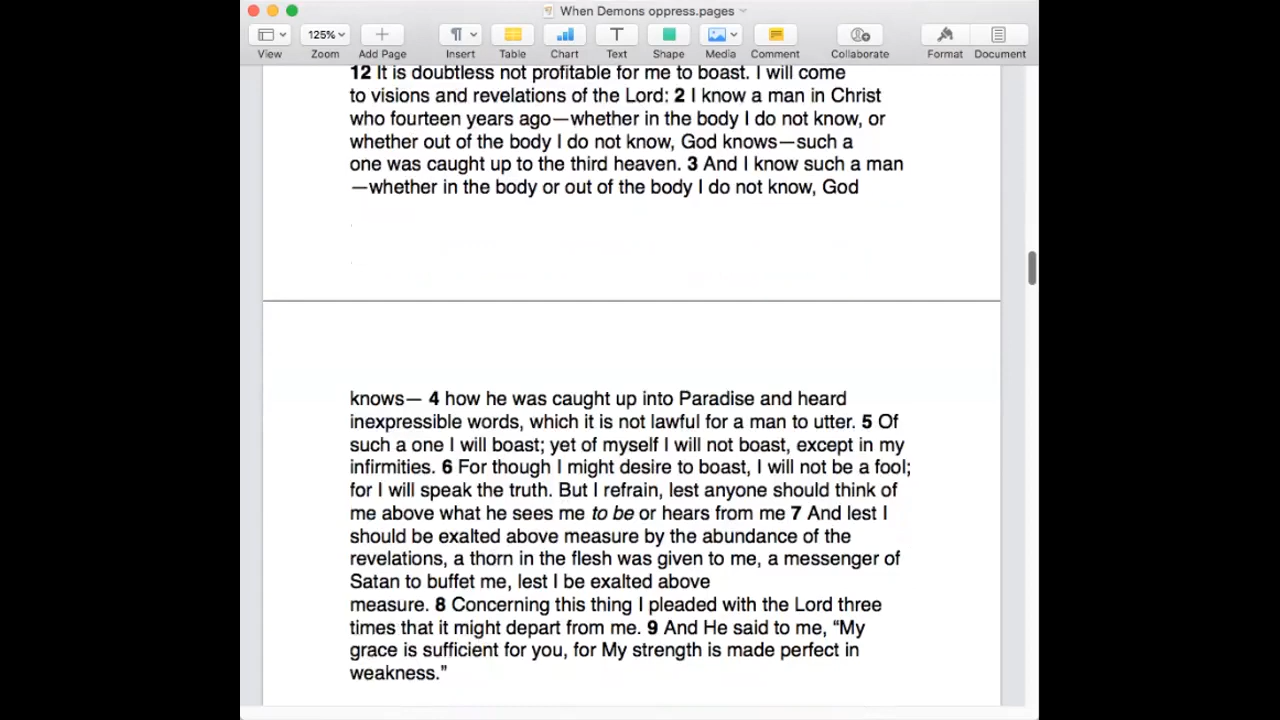 When Demons oppress.pages
125%
View
Zoom
Add Page
Insert
Table
Chart
Text
Shape
Media
Comment
Collaborate
Format
Document
12 It is doubtless not profitable for me to boast. I will come
to visions and revelations of the Lord: 2 I know a man in Christ
who fourteen years ago—whether in the body I do not know, or
whether out of the body I do not know, God knows—such a
one was caught up to the third heaven. 3 And I know such a man
—whether in the body or out of the body I do not know, God
knows— 4 how he was caught up into Paradise and heard
inexpressible words, which it is not lawful for a man to utter. 5 Of
such a one I will boast; yet of myself I will not boast, except in my
infirmities. 6 For though I might desire to boast, I will not be a fool;
for I will speak the truth. But I refrain, lest anyone should think of
me above what he sees me to be or hears from me 7 And lest I
should be exalted above measure by the abundance of the
revelations, a thorn in the flesh was given to me, a messenger of
Satan to buffet me, lest I be exalted above
measure. 8 Concerning this thing I pleaded with the Lord three
times that it might depart from me. 9 And He said to me, “My
grace is sufficient for you, for My strength is made perfect in
weakness.”